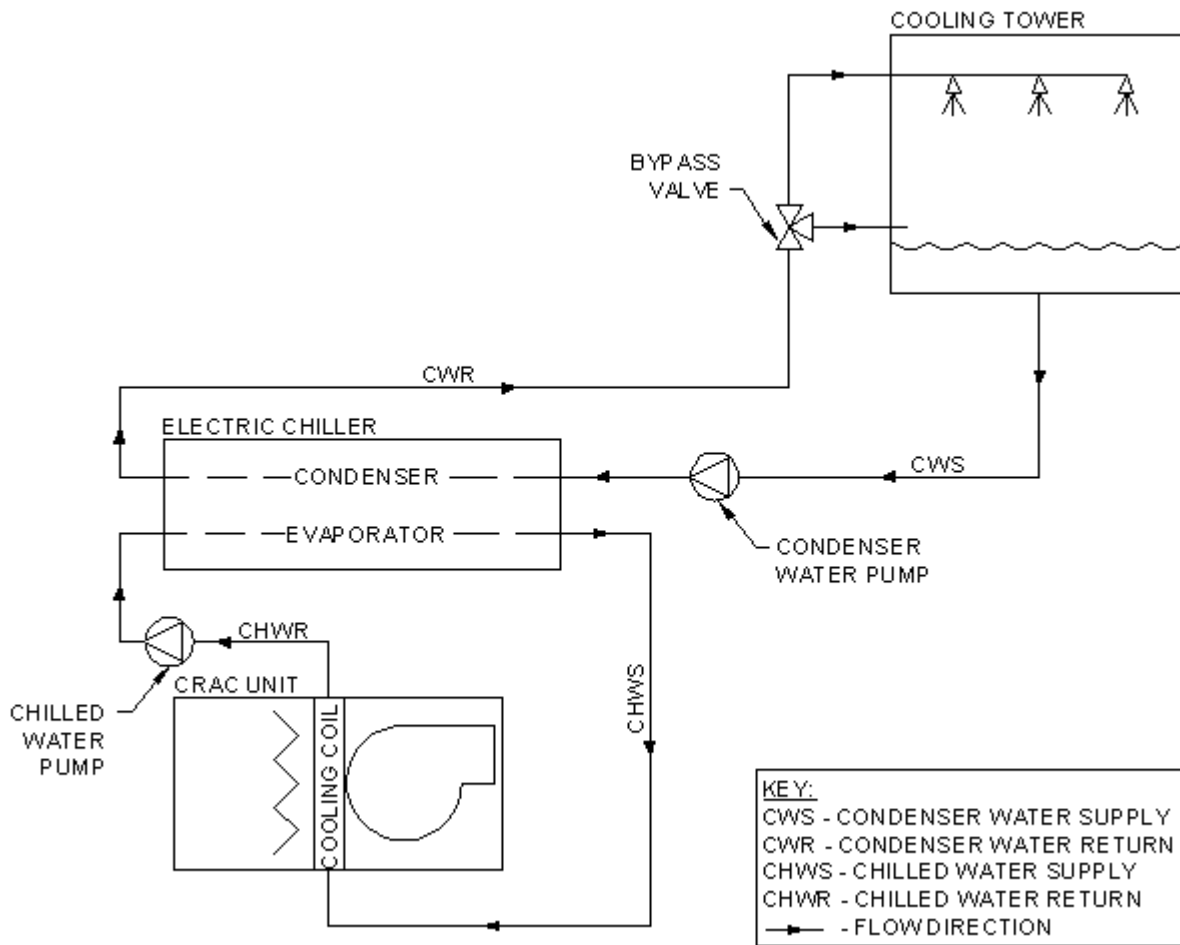 COOLING TOWER
BYPASS
VALVE
CWR
ELECTRIC CHILLER
CONDENSER
CWS
EVAPORATOR
CONDENSER
WATER PUMP
CHWR
CHWS
CRAC UNIT
CHILLED
WATER
PUMP
COOLING COIL
KEY:
CWS - CONDENSER WATER SUPPLY
CWR - CONDENSER WATER RETURN
CHWS - CHILLED WATER SUPPLY
CHWR - CHILLED WATER RETURN
- FLOW DIRECTION